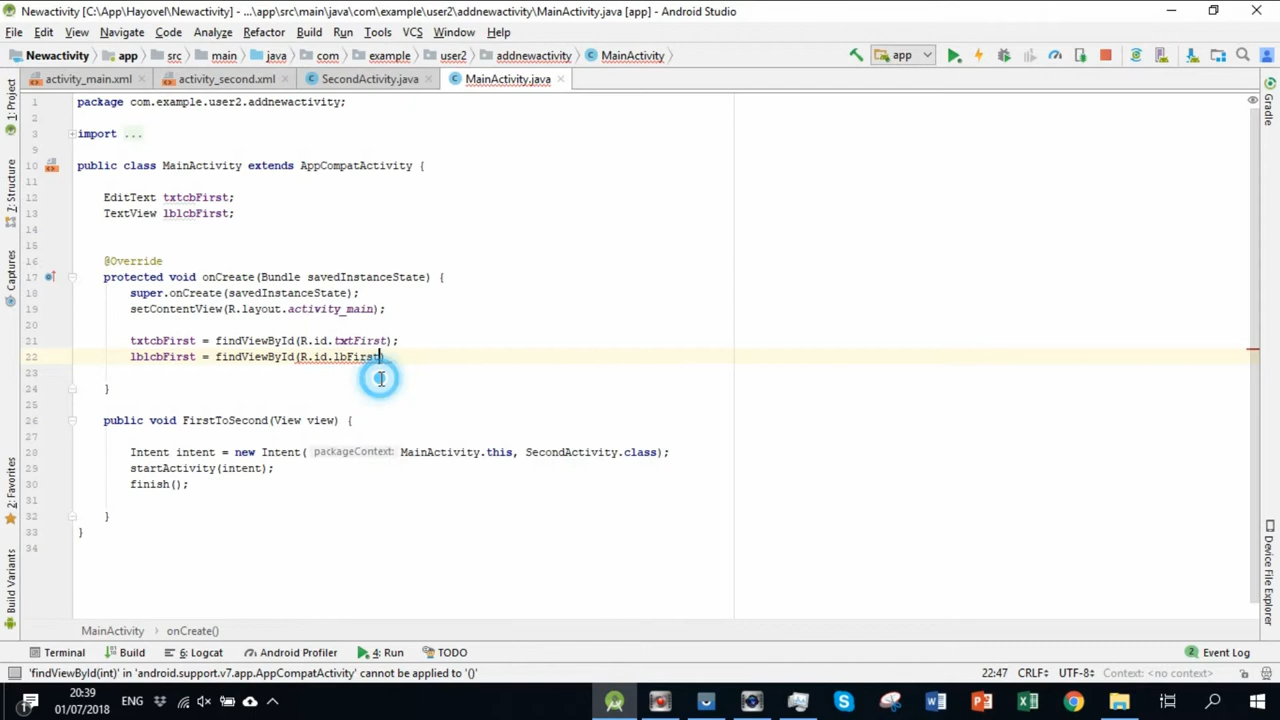 Newactivity [C:\App\Hayovel\Newactivity] - ...\app\src\main\java\com\example\user2\addnewactivity\MainActivity.java [app] - Android Studio
File Edit View Navigate Code Analyze Refactor Build Run Tools VCS Window Help
Newactivity app src main java com example user2 addnewactivity MainActivity app
activity_main.xml activity_second.xml SecondActivity.java MainActivity.java
1: Project
Z: Structure
Captures
2: Favorites
Build Variants
1 package com.example.user2.addnewactivity;
2
3 import ...
9
10 public class MainActivity extends AppCompatActivity {
11
12 EditText txtcbFirst;
13 TextView lblcbFirst;
14
15
16 @Override
17 protected void onCreate(Bundle savedInstanceState) {
18 super.onCreate(savedInstanceState);
19 setContentView(R.layout.activity_main);
20
21 txtcbFirst = findViewById(R.id.txtFirst);
22 lblcbFirst = findViewById(R.id.lbFirst)
23
24 }
25
26 public void FirstToSecond(View view) {
27
28 Intent intent = new Intent( packageContext: MainActivity.this, SecondActivity.class);
29 startActivity(intent);
30 finish();
31
32 }
33 }
34
Gradle
Device File Explorer
MainActivity onCreate()
Terminal Build 6: Logcat Android Profiler 4: Run TODO Event Log
'findViewById(int)' in 'android.support.v7.app.AppCompatActivity' cannot be applied to '()' 22:47 CRLF÷ UTF-8÷ Context: <no context>
20:39
01/07/2018
ENG